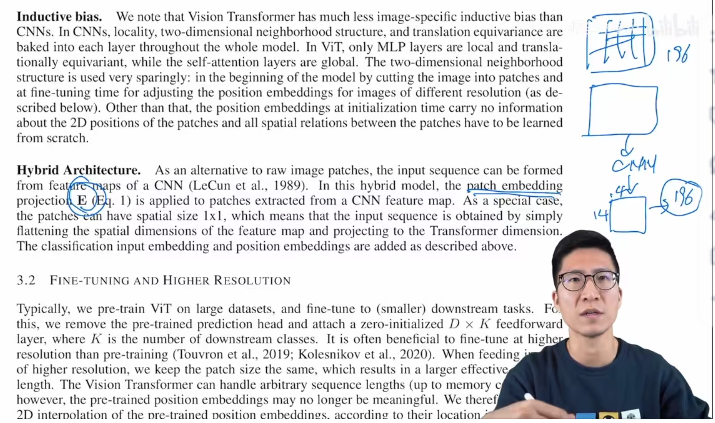 Inductive bias. We note that Vision Transformer has much less image-specific inductive bias than
CNNs. In CNNs, locality, two-dimensional neighborhood structure, and translation equivariance are
baked into each layer throughout the whole model. In ViT, only MLP layers are local and transla-
tionally equivariant, while the self-attention layers are global. The two-dimensional neighborhood
structure is used very sparingly: in the beginning of the model by cutting the image into patches and
at fine-tuning time for adjusting the position embeddings for images of different resolution (as de-
scribed below). Other than that, the position embeddings at initialization time carry no information
about the 2D positions of the patches and all spatial relations between the patches have to be learned
from scratch.
Hybrid Architecture. As an alternative to raw image patches, the input sequence can be formed
from feature maps of a CNN (LeCun et al., 1989). In this hybrid model, the patch embedding
projection E (Eq. 1) is applied to patches extracted from a CNN feature map. As a special case,
the patches can have spatial size 1x1, which means that the input sequence is obtained by simply
flattening the spatial dimensions of the feature map and projecting to the Transformer dimension.
The classification input embedding and position embeddings are added as described above.
3.2 FINE-TUNING AND HIGHER RESOLUTION
Typically, we pre-train ViT on large datasets, and fine-tune to (smaller) downstream tasks. Fo
this, we remove the pre-trained prediction head and attach a zero-initialized D × K feedforward
layer, where K is the number of downstream classes. It is often beneficial to fine-tune at higher
resolution than pre-training (Touvron et al., 2019; Kolesnikov et al., 2020). When feeding i
of higher resolution, we keep the patch size the same, which results in a larger effective
length. The Vision Transformer can handle arbitrary sequence lengths (up to memory c
however, the pre-trained position embeddings may no longer be meaningful. We theref
2D interpolation of the pre-trained position embeddings, according to their location
196
CNN
14
14
196